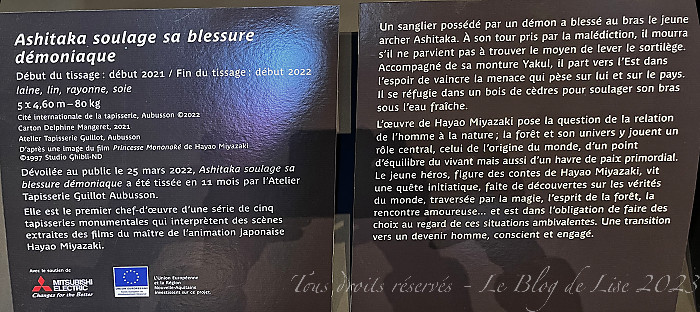 Ashitaka soulage sa blessure
démoniaque
Début du tissage : début 2021 / Fin du tissage : début 2022
laine, lin, rayonne, soie
5 x 4,60 m – 80 kg
Cité internationale de la tapisserie, Aubusson ©2022
Carton Delphine Mangeret, 2021
Atelier Tapisserie Guillot, Aubusson
D'après une image du film Princesse Mononoké de Hayao Miyazaki
©1997 Studio Ghibli-ND
Dévoilée au public le 25 mars 2022, Ashitaka soulage sa
blessure démoniaque a été tissée en 11 mois par l'Atelier
Tapisserie Guillot Aubusson.
Elle est le premier chef-d'œuvre d'une série de cinq
tapisseries monumentales qui interprètent des scènes
extraites des films du maître de l'animation Japonaise
Hayao Miyazaki.
Avec le soutien de
MITSUBISHI
ELECTRIC
Changes for the Better
UNION EUROPÉENNE
L'Union Européenne
et la Région
Nouvelle-Aquitaine
investissent sur ce projet.
Un sanglier possédé par un démon a blessé au bras le jeune
archer Ashitaka. À son tour pris par la malédiction, il mourra
s'il ne parvient pas à trouver le moyen de lever le sortilège.
Accompagné de sa monture Yakul, il part vers l'Est dans
l'espoir de vaincre la menace qui pèse sur lui et sur le pays.
Il se réfugie dans un bois de cèdres pour soulager son bras
sous l'eau fraîche.
L'œuvre de Hayao Miyazaki pose la question de la relation
de l'homme à la nature ; la forêt et son univers y jouent un
rôle central, celui de l'origine du monde, d'un point
d'équilibre du vivant mais aussi d'un havre de paix primordial.
Le jeune héros, figure des contes de Hayao Miyazaki, vit
une quête initiatique, faite de découvertes sur les vérités
du monde, traversée par la magie, l'esprit de la forêt, la
rencontre amoureuse... et est dans l'obligation de faire des
choix au regard de ces situations ambivalentes. Une transition
vers un devenir homme, conscient et engagé.
Tous droits réservés - Le Blog de Lise 2023